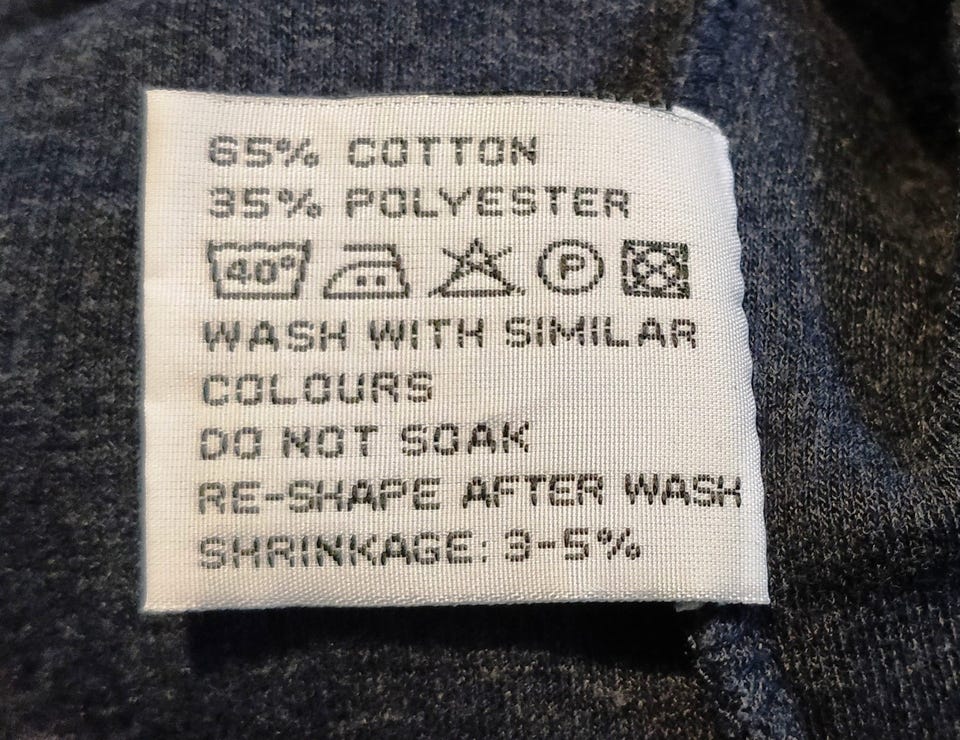 65% COTTON
35% POLYESTER
40° P
WASH WITH SIMILAR
COLOURS
DO NOT SOAK
RE-SHAPE AFTER WASH
SHRINKAGE: 3-5%